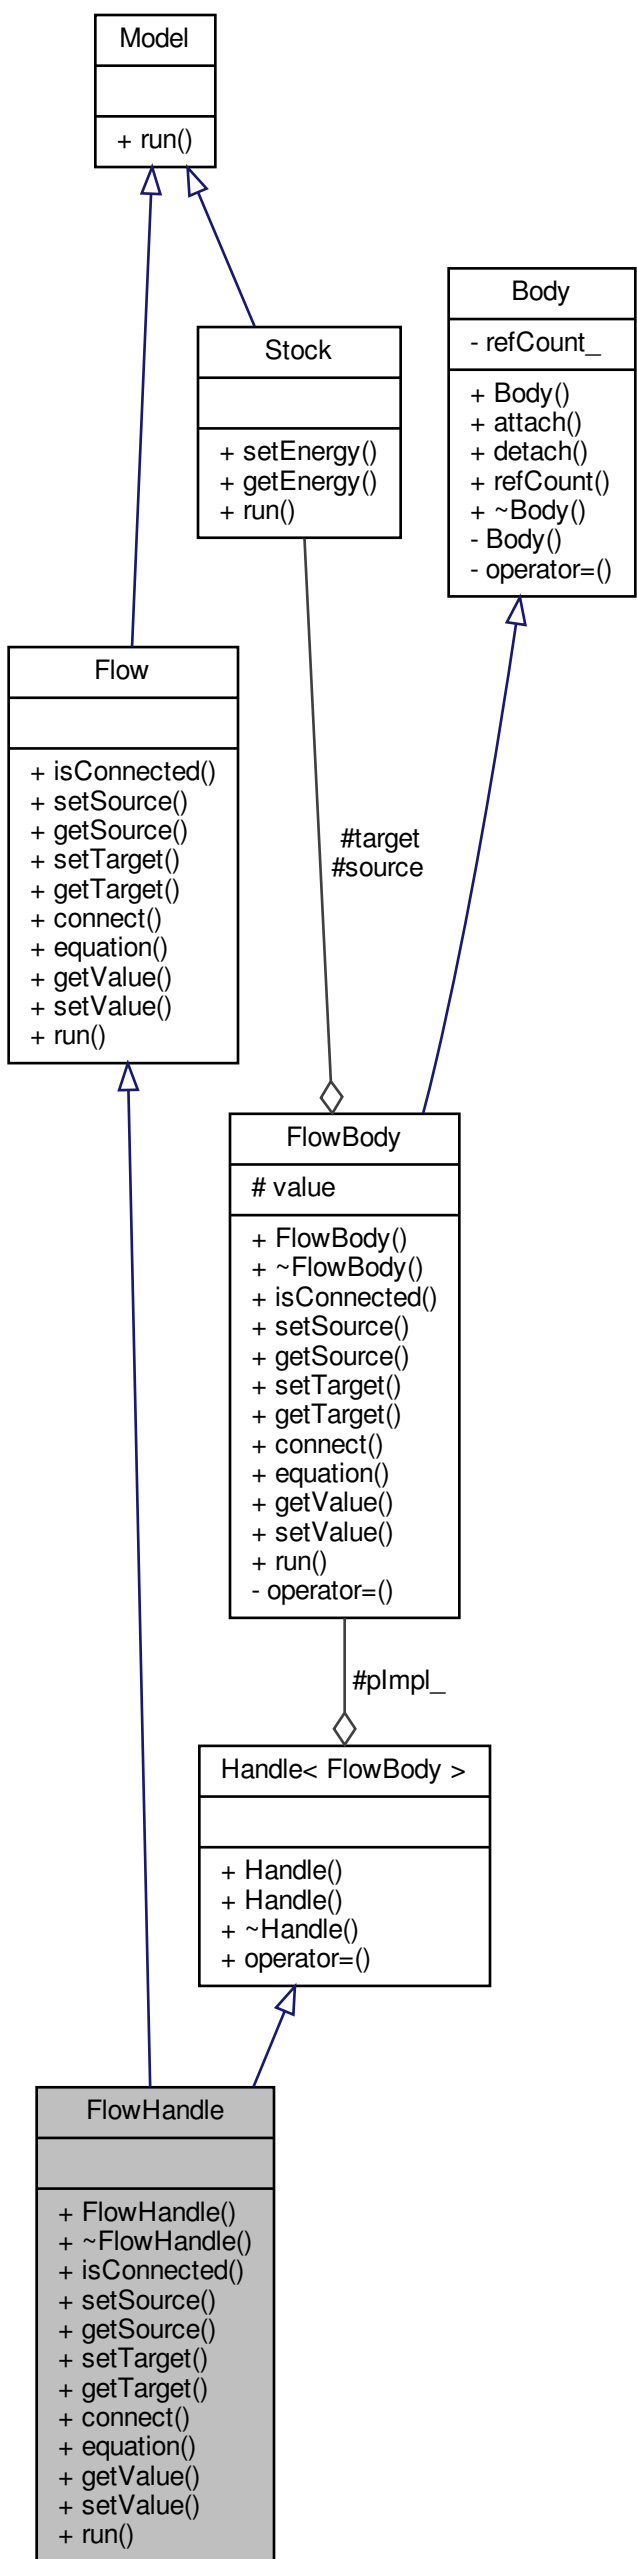 Model
+ run()
Body
- refCount_
+ Body()
+ attach()
+ detach()
+ refCount()
+ ~Body()
- Body()
- operator=()
Stock
+ setEnergy()
+ getEnergy()
+ run()
Flow
+ isConnected()
+ setSource()
+ getSource()
+ setTarget()
+ getTarget()
+ connect()
+ equation()
+ getValue()
+ setValue()
+ run()
#target
#source
FlowBody
# value
+ FlowBody()
+ ~FlowBody()
+ isConnected()
+ setSource()
+ getSource()
+ setTarget()
+ getTarget()
+ connect()
+ equation()
+ getValue()
+ setValue()
+ run()
- operator=()
#pImpl_
Handle< FlowBody >
+ Handle()
+ Handle()
+ ~Handle()
+ operator=()
FlowHandle
+ FlowHandle()
+ ~FlowHandle()
+ isConnected()
+ setSource()
+ getSource()
+ setTarget()
+ getTarget()
+ connect()
+ equation()
+ getValue()
+ setValue()
+ run()